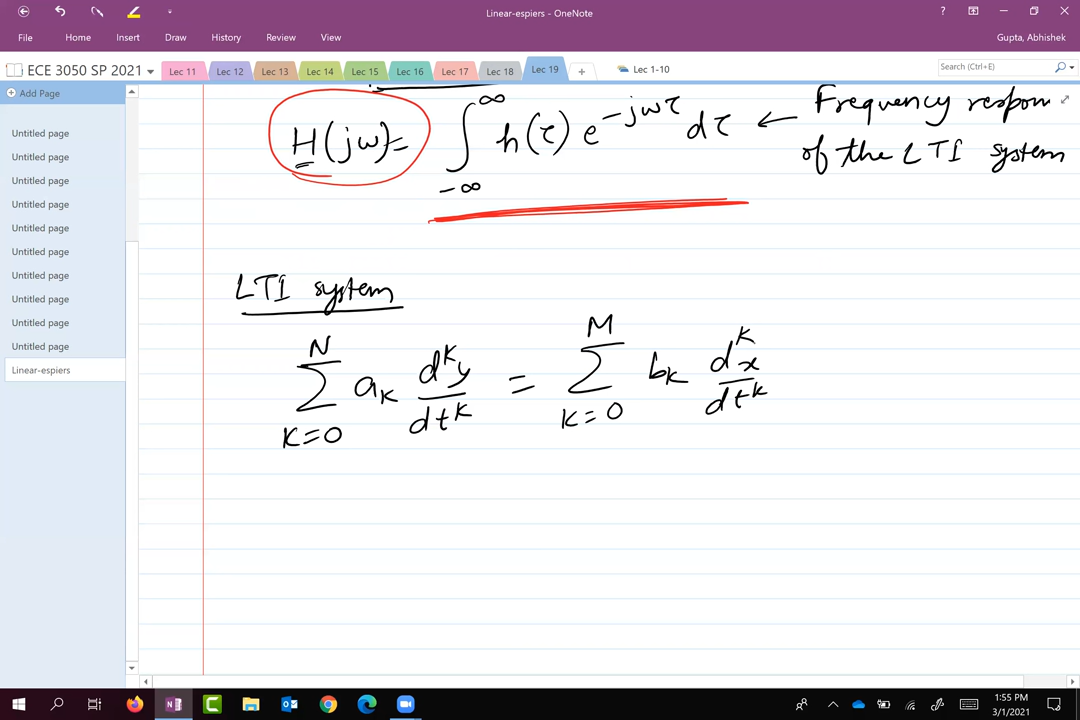 Linear-espiers - OneNote
File Home Insert Draw History Review View
Gupta, Abhishek
ECE 3050 SP 2021
Lec 11 Lec 12 Lec 13 Lec 14 Lec 15 Lec 16 Lec 17 Lec 18 Lec 19 + Lec 1-10
Search (Ctrl+E)
Add Page
Untitled page
Untitled page
Untitled page
Untitled page
Untitled page
Untitled page
Untitled page
Untitled page
Untitled page
Untitled page
Linear-espiers
H(jω) = ∫_{-∞}^{∞} h(τ) e^{-jωτ} dτ ← Frequency respon
of the LTI system
LTI system
∑_{k=0}^{N} a_k d^k y / dt^k = ∑_{k=0}^{M} b_k d^k x / dt^k
1:55 PM
3/1/2021